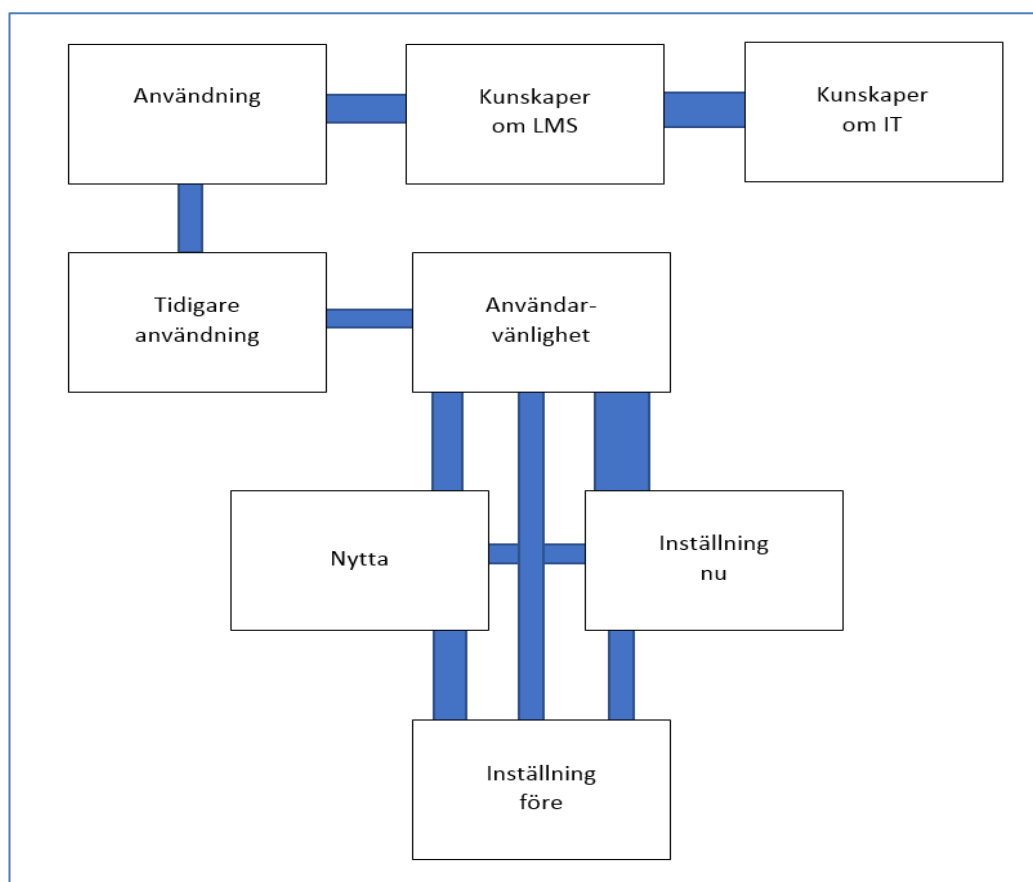 Användning
Kunskaper
om LMS
Kunskaper
om IT
Tidigare
användning
Användar-
vänlighet
Nytta
Inställning
nu
Inställning
före